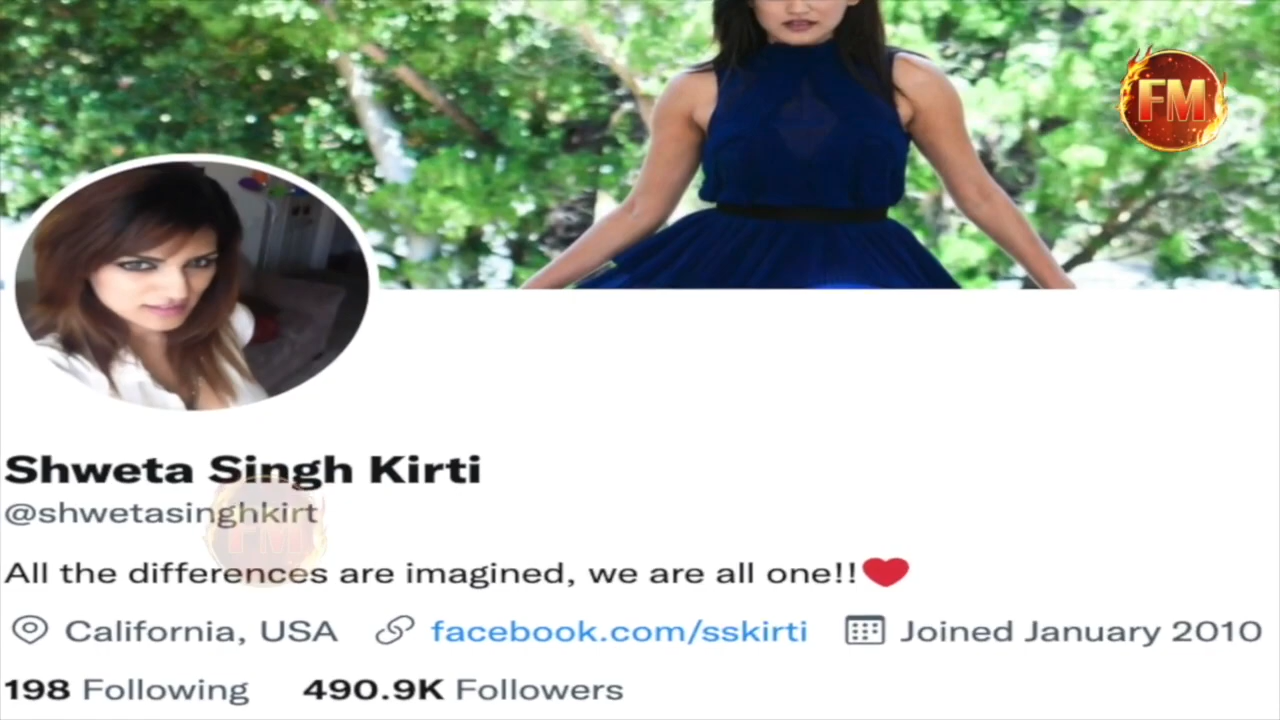 FM
Shweta Singh Kirti
@shwetasinghkirt
FM
All the differences are imagined, we are all one!!❤️
California, USA facebook.com/sskirti Joined January 2010
198 Following 490.9K Followers